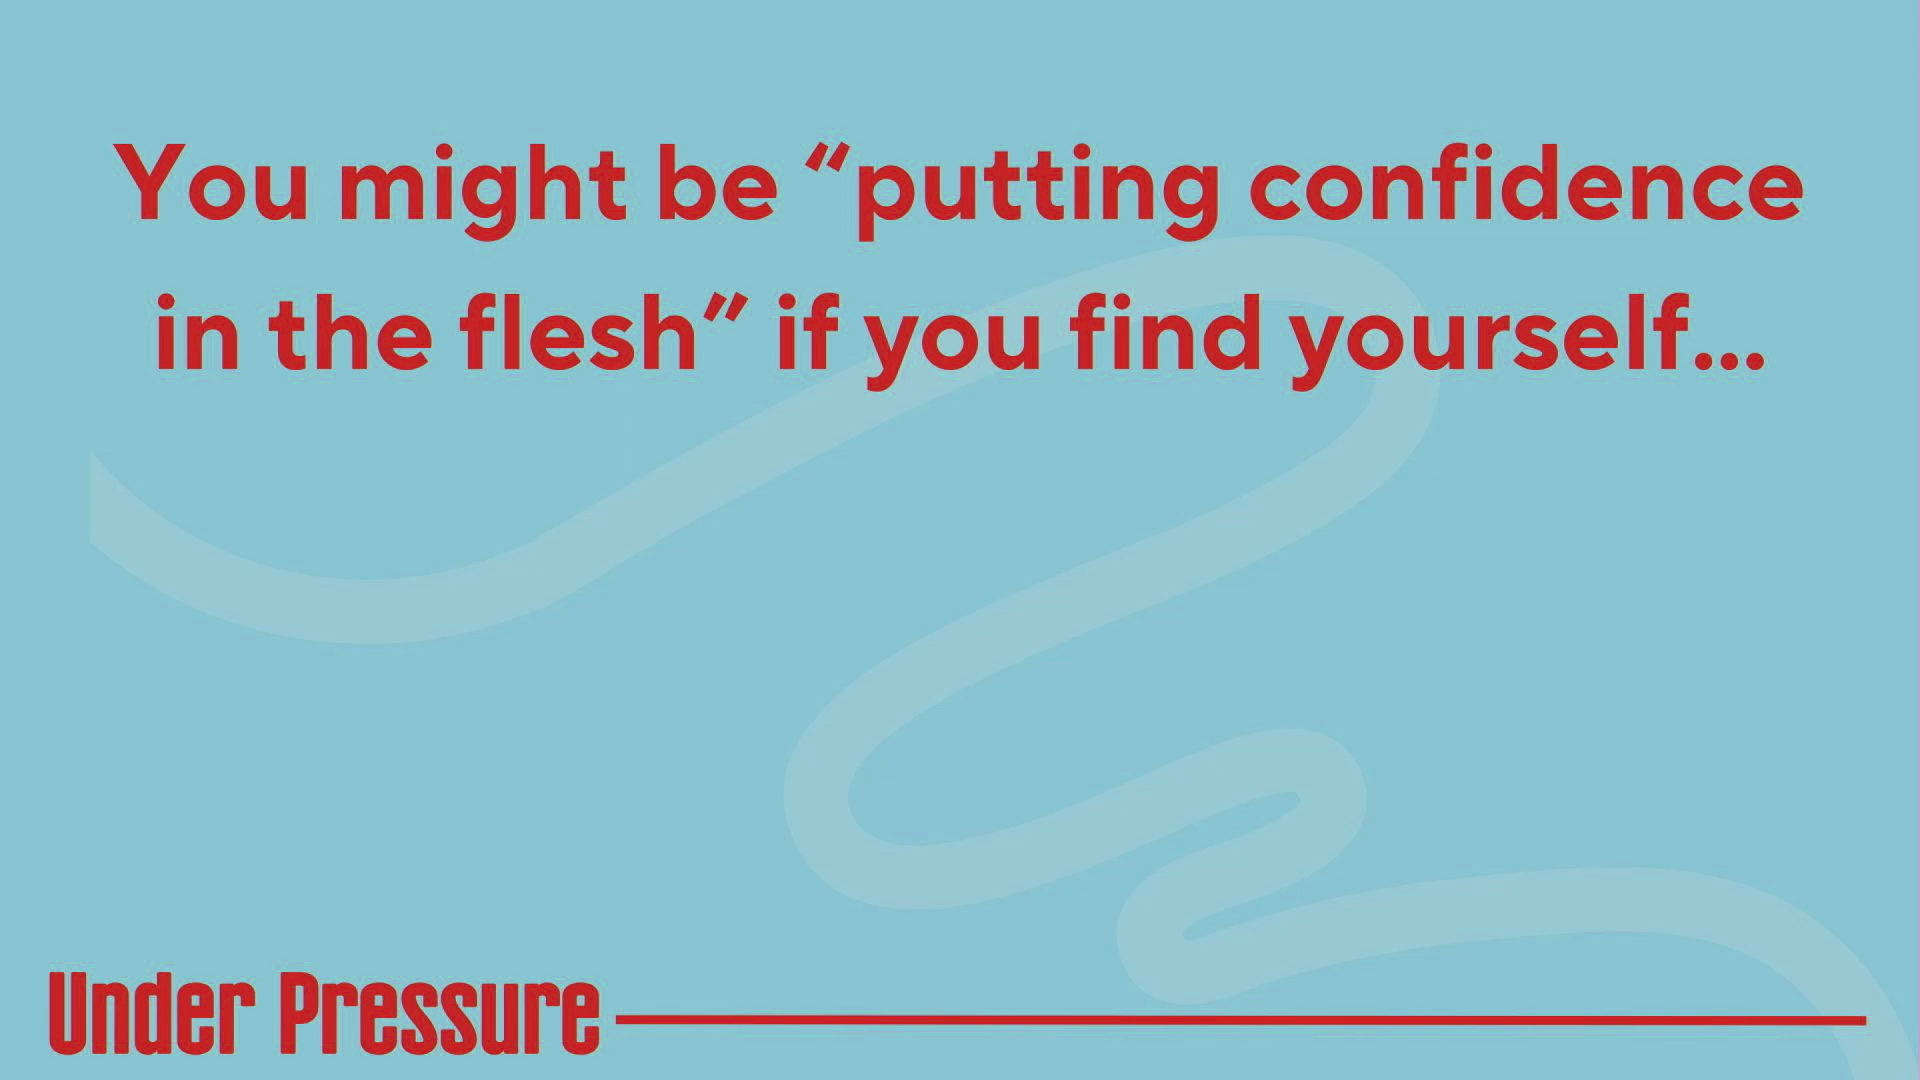 You might be “putting confidence
in the flesh” if you find yourself...
Under Pressure